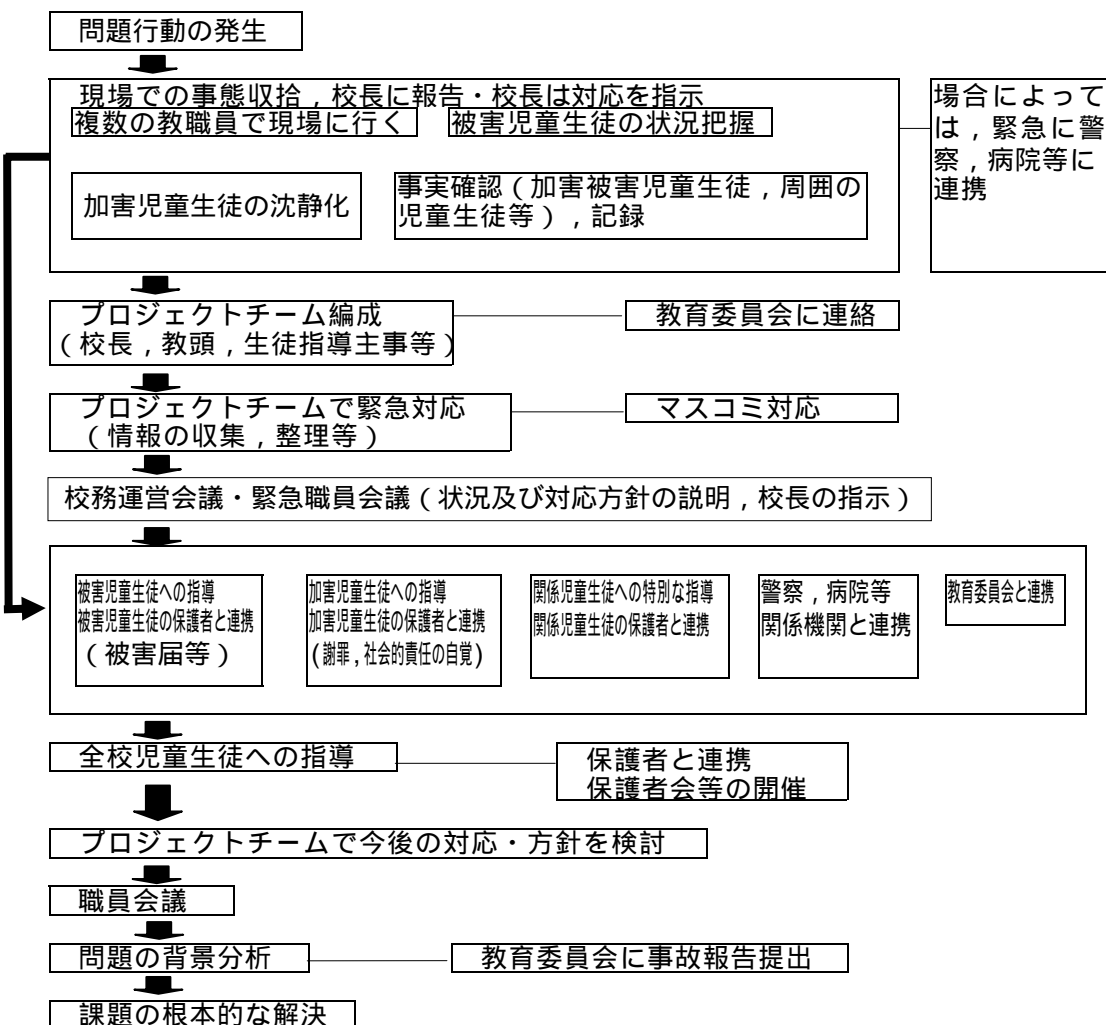 問題行動の発生
現場での事態収拾，校長に報告・校長は対応を指示
複数の教職員で現場に行く
被害児童生徒の状況把握
加害児童生徒の沈静化
事実確認（加害被害児童生徒，周囲の
児童生徒等），記録
場合によって
は，緊急に警
察，病院等に
連携
プロジェクトチーム編成
（校長，教頭，生徒指導主事等）
教育委員会に連絡
プロジェクトチームで緊急対応
（情報の収集，整理等）
マスコミ対応
校務運営会議・緊急職員会議（状況及び対応方針の説明，校長の指示）
被害児童生徒への指導
被害児童生徒の保護者と連携
（被害届等）
加害児童生徒への指導
加害児童生徒の保護者と連携
(謝罪，社会的責任の自覚)
関係児童生徒への特別な指導
関係児童生徒の保護者と連携
警察，病院等
関係機関と連携
教育委員会と連携
全校児童生徒への指導
保護者と連携
保護者会等の開催
プロジェクトチームで今後の対応・方針を検討
職員会議
問題の背景分析
教育委員会に事故報告提出
課題の根本的な解決